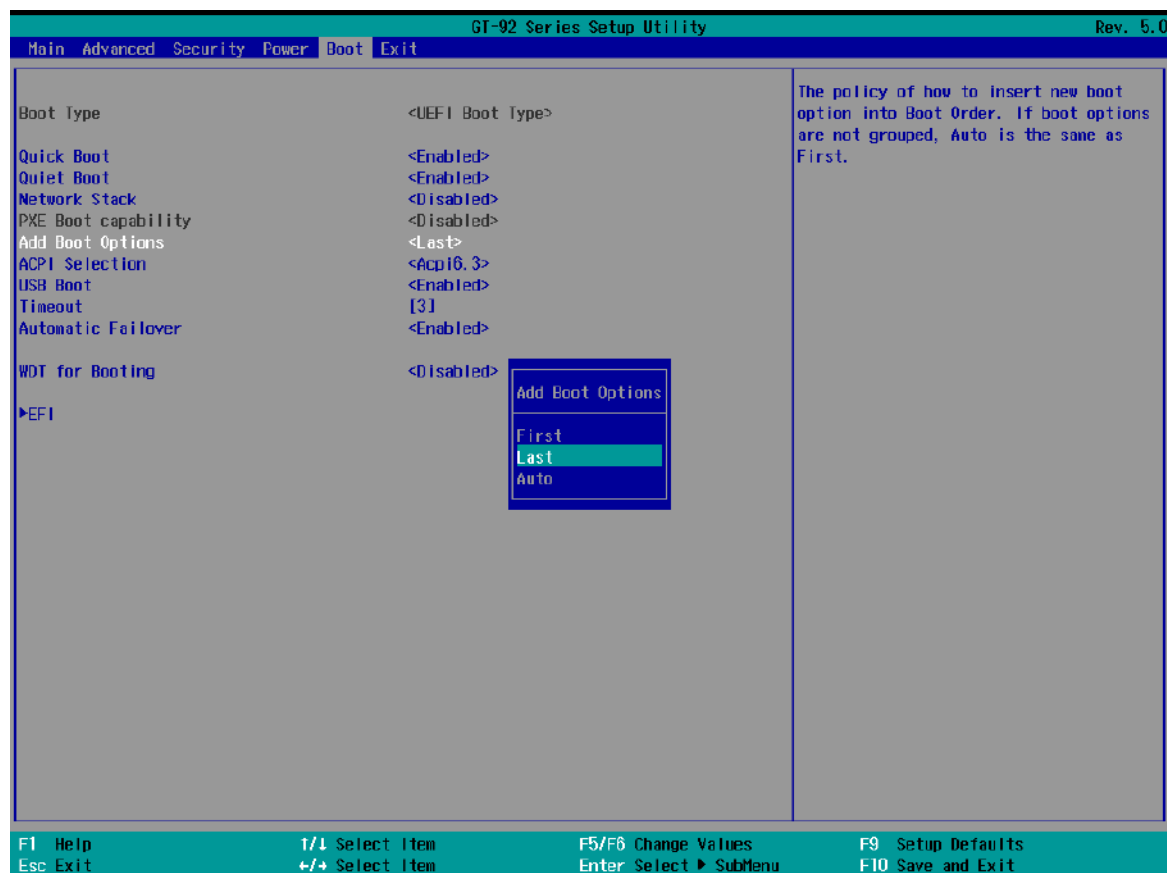 GT-92 Series Setup Utility Rev. 5.0
Main Advanced Security Power Boot Exit
Boot Type <UEFI Boot Type>
Quick Boot <Enabled>
Quiet Boot <Enabled>
Network Stack <Disabled>
PXE Boot capability <Disabled>
Add Boot Options <Last>
ACPI Selection <Acpi6.3>
USB Boot <Enabled>
Timeout [3]
Automatic Failover <Enabled>
WDT for Booting <Disabled>
▶EFI
Add Boot Options
First
Last
Auto
The policy of how to insert new boot
option into Boot Order. If boot options
are not grouped, Auto is the same as
First.
F1 Help ↑/↓ Select Item F5/F6 Change Values F9 Setup Defaults
Esc Exit ←/→ Select Item Enter Select ▶ SubMenu F10 Save and Exit